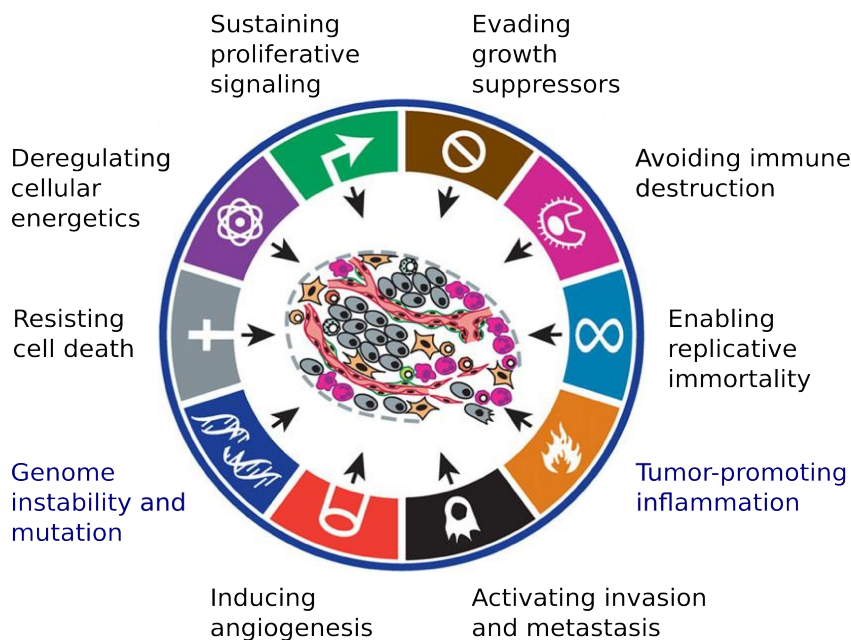 Sustaining
proliferative
signaling
Evading
growth
suppressors
Deregulating
cellular
energetics
Avoiding immune
destruction
Resisting
cell death
Enabling
replicative
immortality
Genome
instability and
mutation
Tumor-promoting
inflammation
Inducing
angiogenesis
Activating invasion
and metastasis